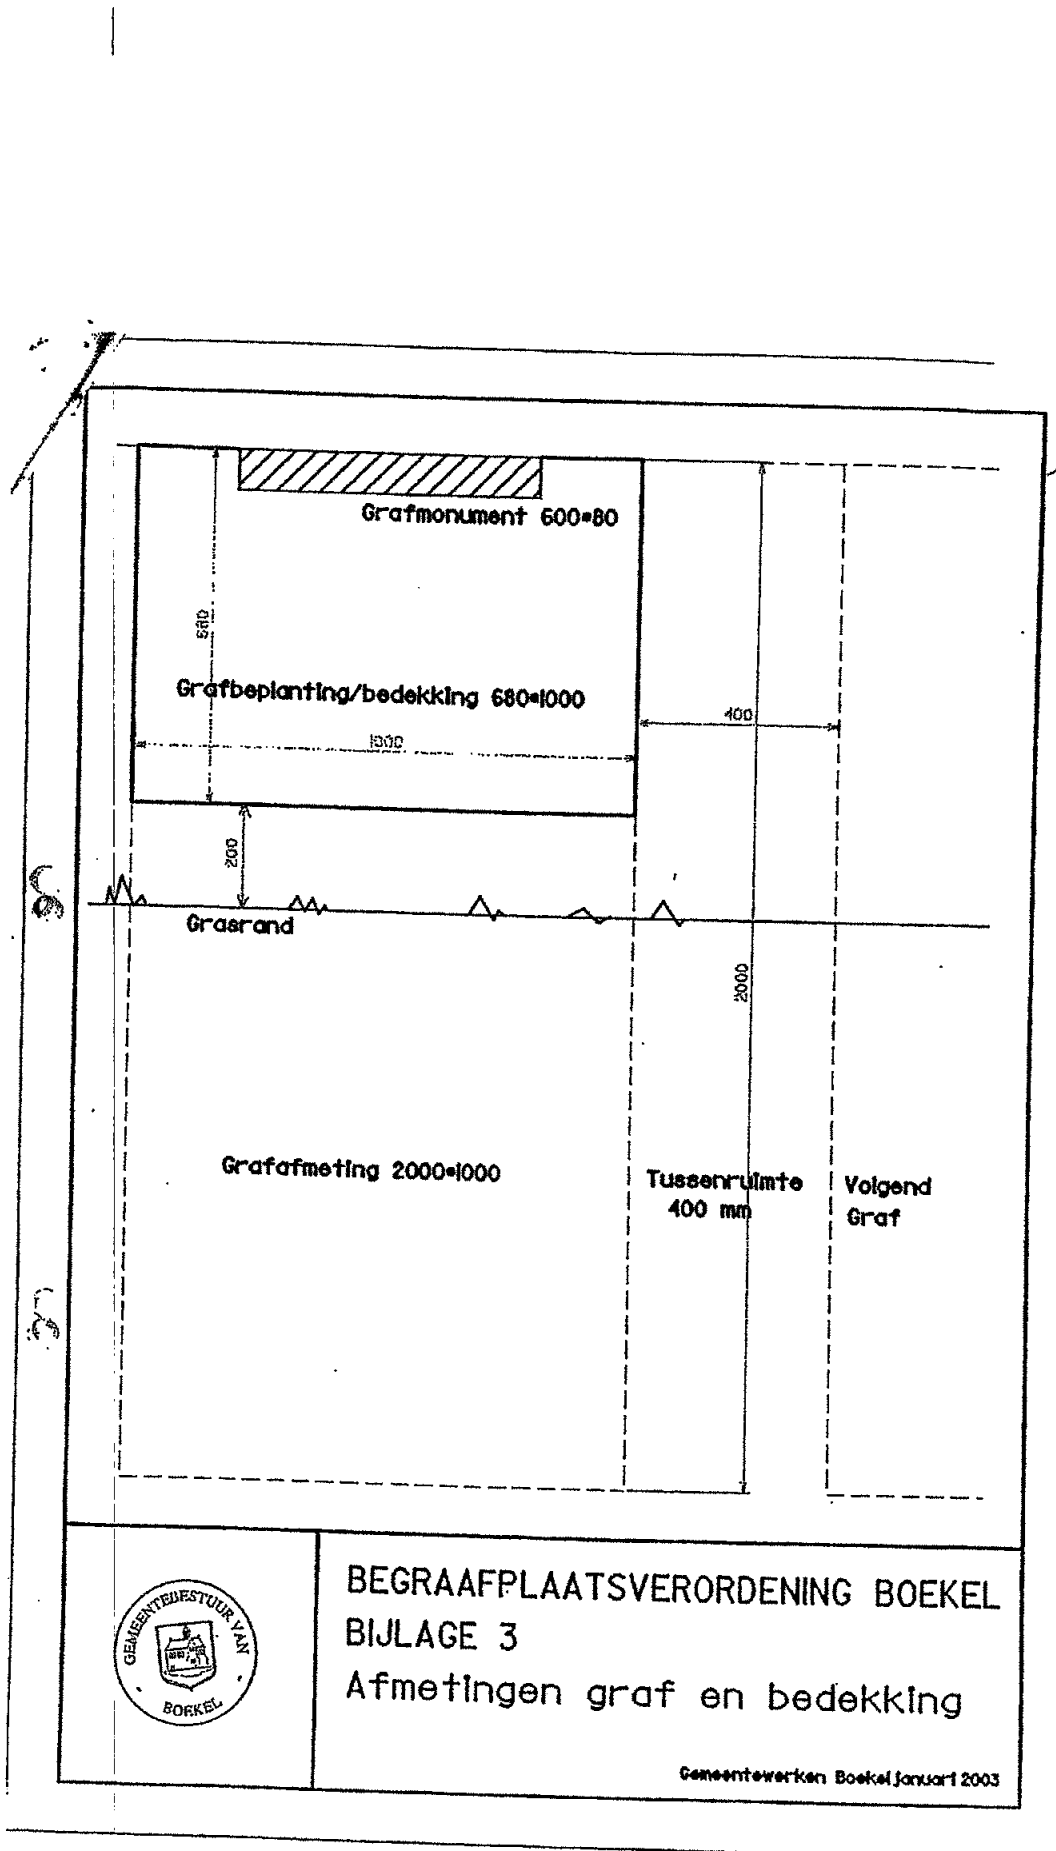 Grafmonument 600*80
680
Grafbeplanting/bedekking 680*1000
400
1000
200
Grasrand
2000
Grafafmeting 2000*1000
Tussenruimte
400 mm
Volgend
Graf
GEMEENTEBESTUUR VAN
BOEKEL
BEGRAAFPLAATSVERORDENING BOEKEL
BIJLAGE 3
Afmetingen graf en bedekking
Gemeentewerken Boekel januari 2003